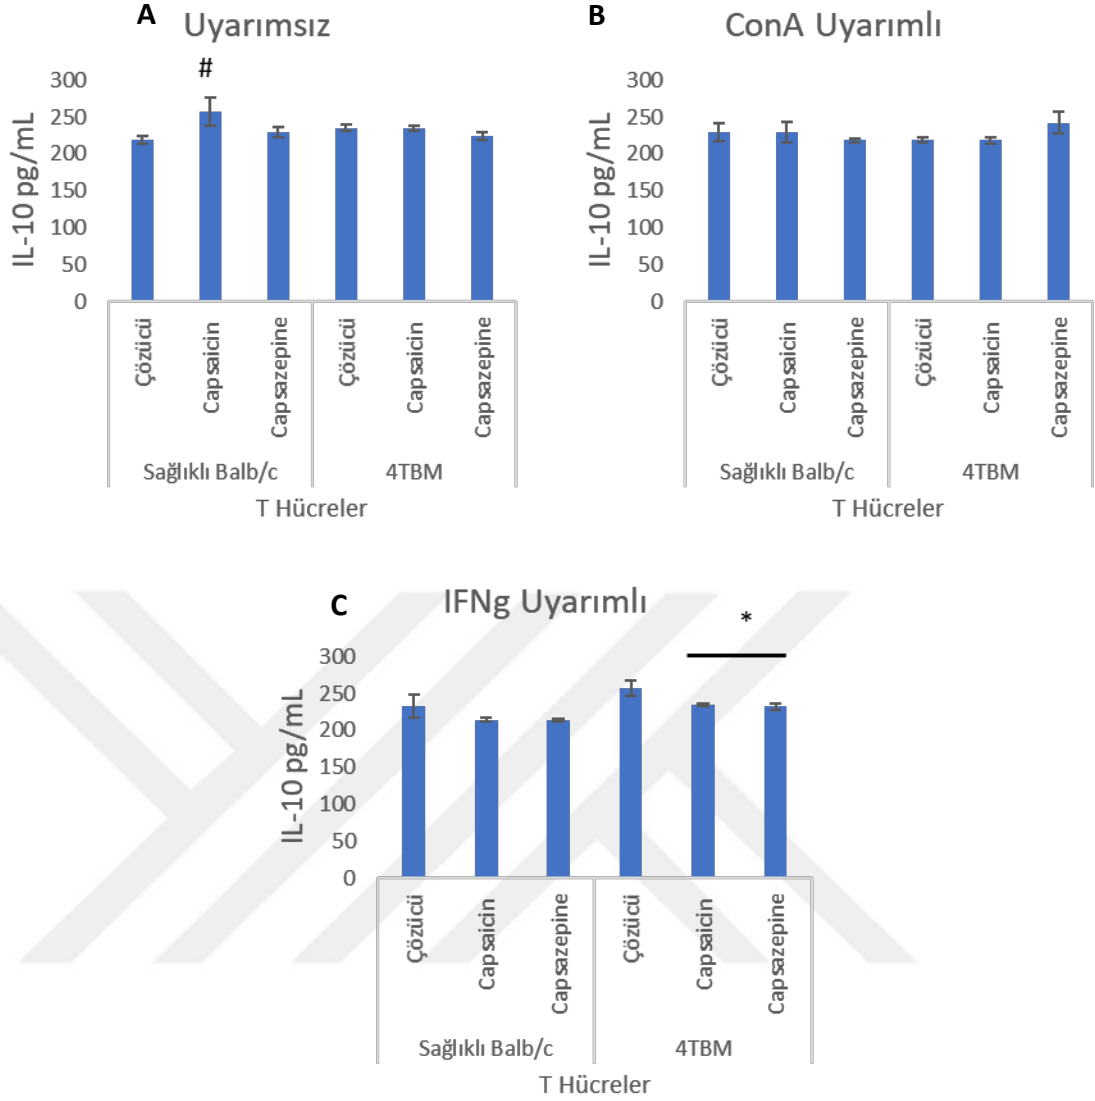 A
Uyarımsız
#
IL-10 pg/mL
300
250
200
150
100
50
0
Çözücü
Capsaicin
Capsazepine
Çözücü
Capsaicin
Capsazepine
Sağlıklı Balb/c
4TBM
T Hücreler
B
ConA Uyarımlı
IL-10 pg/mL
300
250
200
150
100
50
0
Çözücü
Capsaicin
Capsazepine
Çözücü
Capsaicin
Capsazepine
Sağlıklı Balb/c
4TBM
T Hücreler
C
IFNg Uyarımlı
*
IL-10 pg/mL
300
250
200
150
100
50
0
Çözücü
Capsaicin
Capsazepine
Çözücü
Capsaicin
Capsazepine
Sağlıklı Balb/c
4TBM
T Hücreler